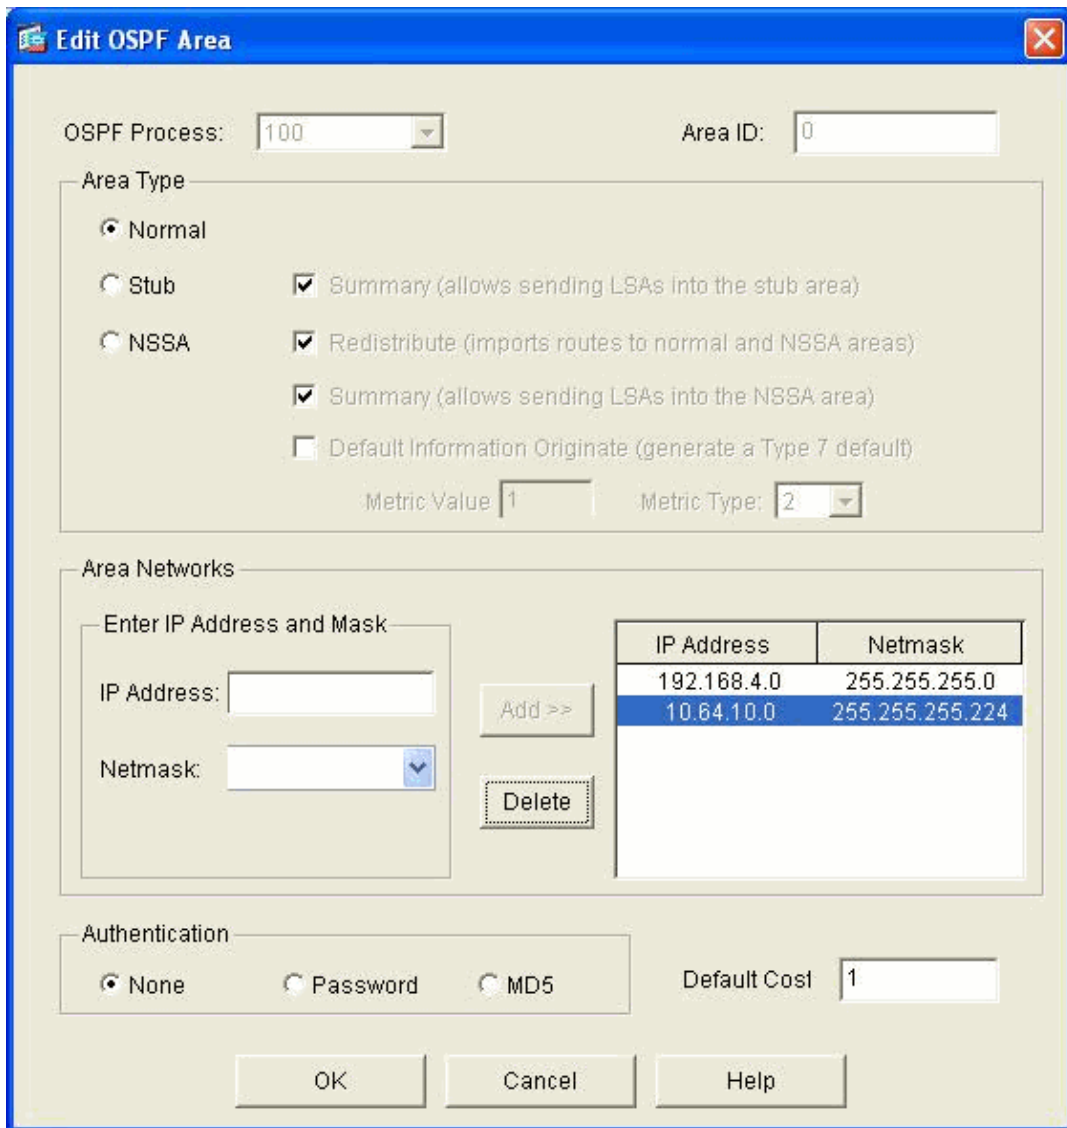 Edit OSPF Area
OSPF Process: 100 Area ID: 0
Area Type
Normal
Stub Summary (allows sending LSAs into the stub area)
NSSA Redistribute (imports routes to normal and NSSA areas)
Summary (allows sending LSAs into the NSSA area)
Default Information Originate (generate a Type 7 default)
Metric Value 1 Metric Type: 2
Area Networks
Enter IP Address and Mask
IP Address:
Netmask:
Add >>
Delete
IP Address Netmask
192.168.4.0 255.255.255.0
10.64.10.0 255.255.255.224
Authentication
None Password MD5
Default Cost 1
OK Cancel Help